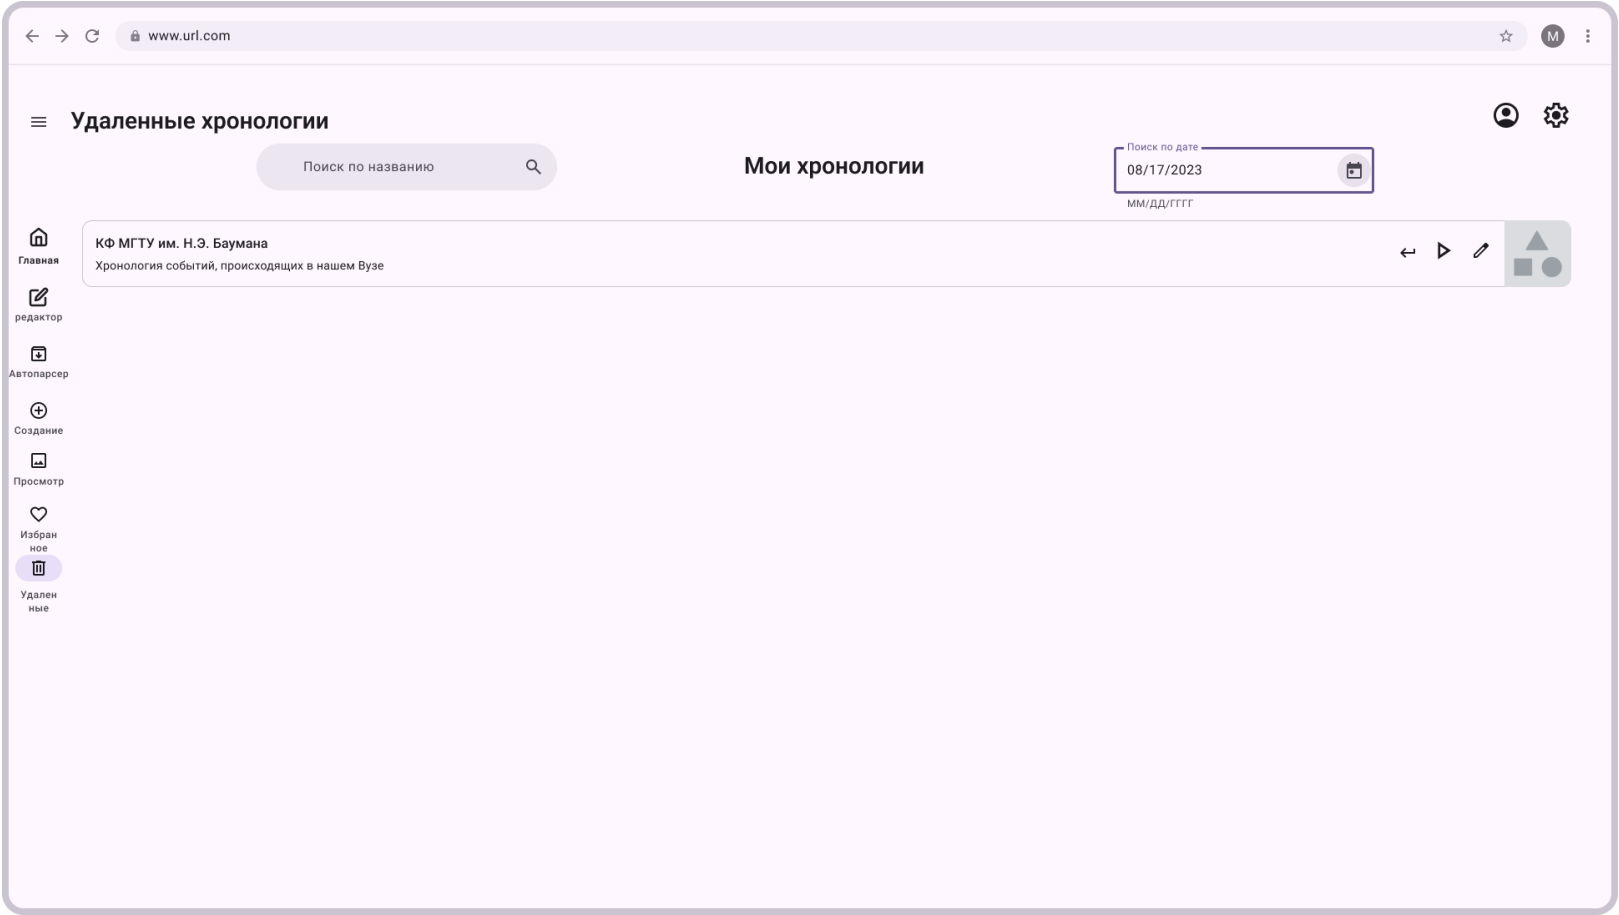 www.url.com
M
Удаленные хронологии
Поиск по названию
Мои хронологии
Поиск по дате
08/17/2023
ММ/ДД/ГГГГ
Главная
редактор
Автопарсер
Создание
Просмотр
Избран
ное
Удален
ные
КФ МГТУ им. Н.Э. Баумана
Хронология событий, происходящих в нашем Вузе